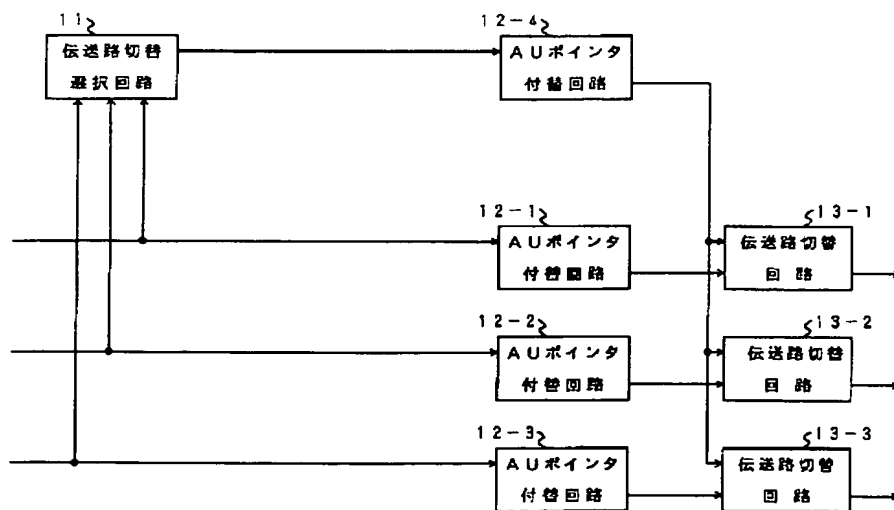 11
伝送路切替
選択回路
12-4
AUポインタ
付替回路
12-1
AUポインタ
付替回路
13-1
伝送路切替
回路
12-2
AUポインタ
付替回路
13-2
伝送路切替
回路
12-3
AUポインタ
付替回路
13-3
伝送路切替
回路